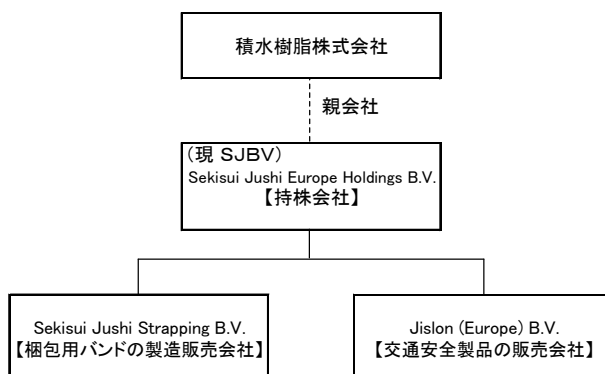 積水樹脂株式会社
親会社
(現 SJBV)
Sekisui Jushi Europe Holdings B.V.
【持株会社】
Sekisui Jushi Strapping B.V.
【梱包用バンドの製造販売会社】
Jislon (Europe) B.V.
【交通安全製品の販売会社】